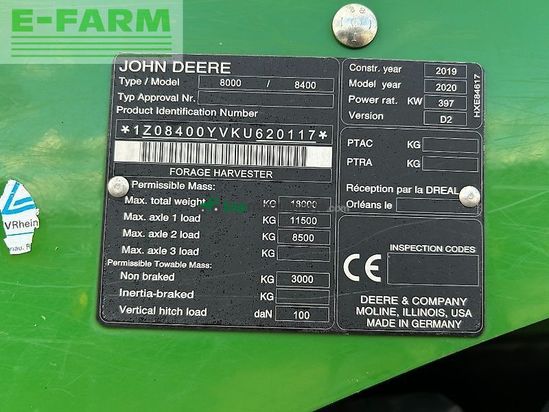 E-FARM
JOHN DEERE
Type / Model 8000 / 8400
Typ Approval Nr.
Product Identification Number
*1Z08400YVKU620117*
FORAGE HARVESTER
Permissible Mass:
Max. total weight KG 18000
Max. axle 1 load KG 11500
Max. axle 2 load KG 8500
Max. axle 3 load KG
Permissible Towable Mass:
Non braked KG 3000
Inertia-braked KG
Vertical hitch load daN 100
Constr. year 2019
Model year 2020
Power rat. KW 397
Version D2
HXE84617
PTAC KG
PTRA KG
Réception par la DREAL
Orléans le
INSPECTION CODES
CE
DEERE & COMPANY
MOLINE, ILLINOIS, USA
MADE IN GERMANY
VRhein